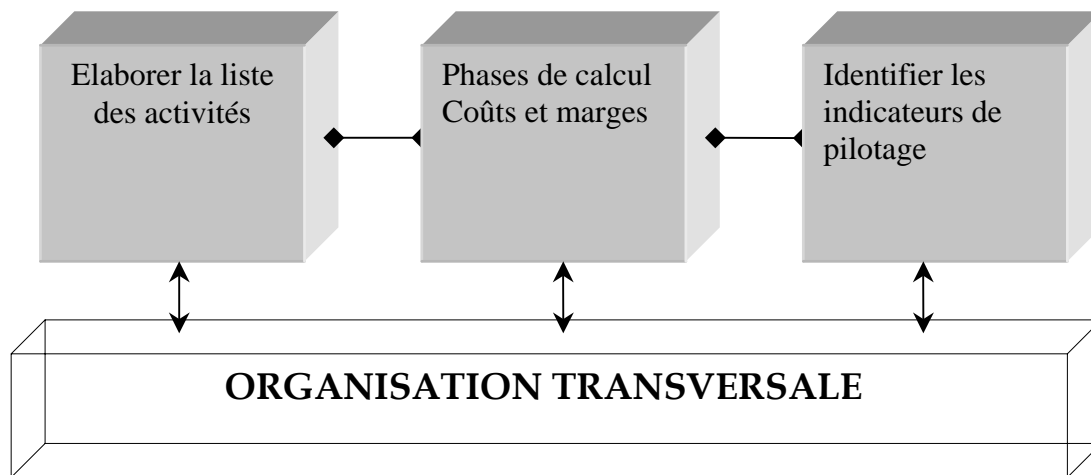 Elaborer la liste
des activités
Phases de calcul
Coûts et marges
Identifier les
indicateurs de
pilotage
ORGANISATION TRANSVERSALE